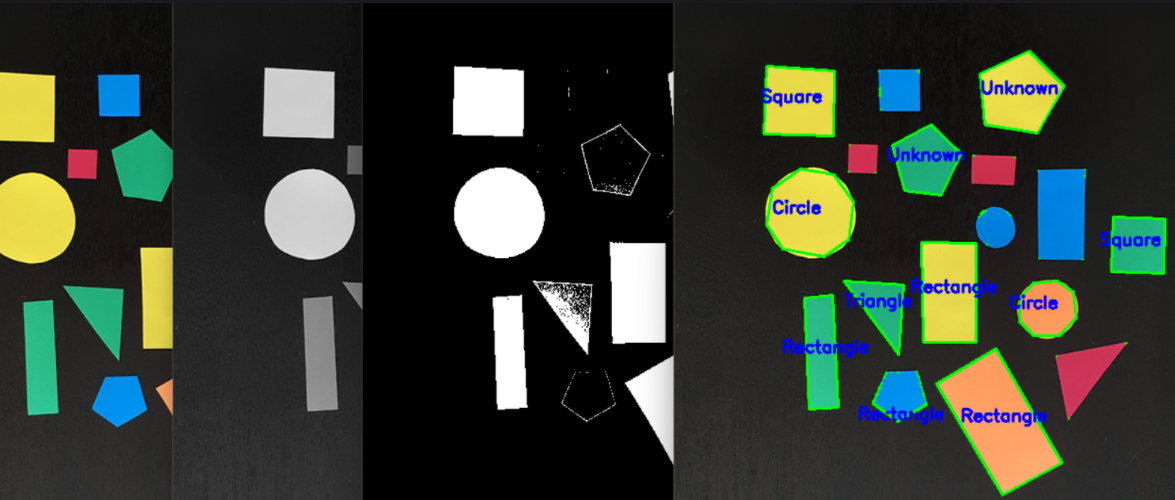 Unknown
Square
Unknown
Circle
Square
Rectangle
Triangle
Circle
Rectangle
Rectangle
Rectangle